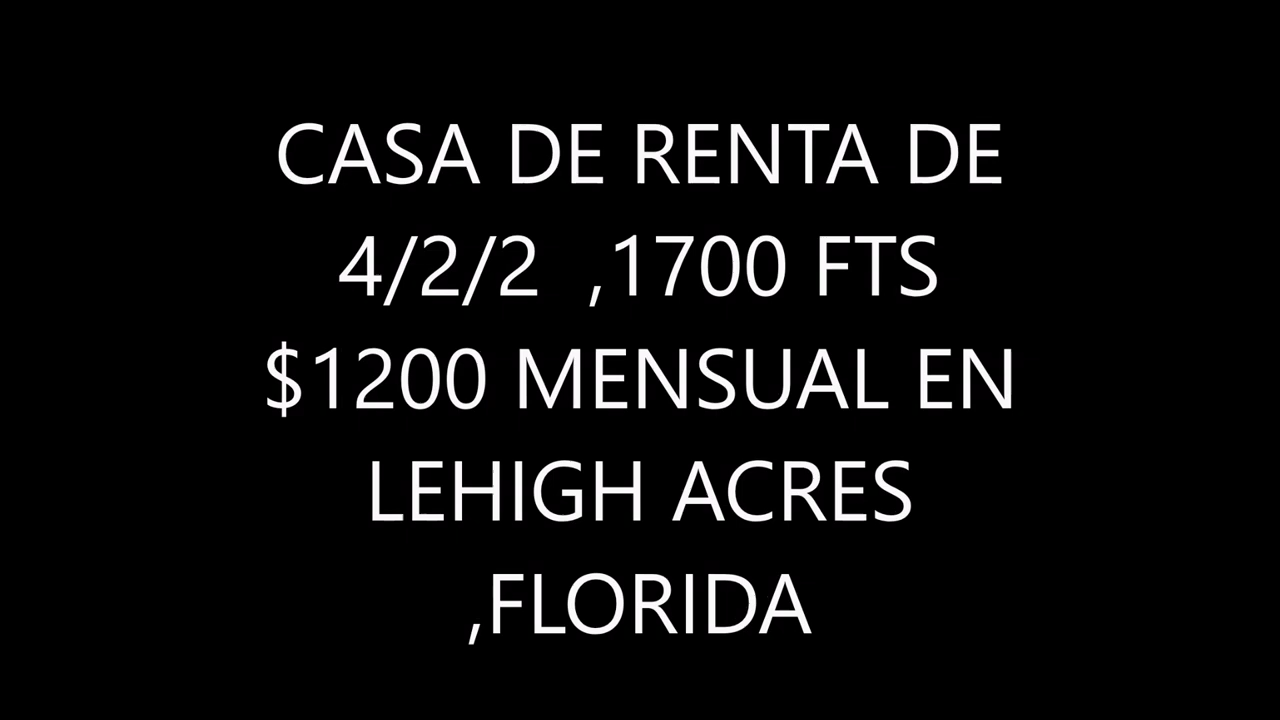 CASA DE RENTA DE
4/2/2  ,1700 FTS
$1200 MENSUAL EN
LEHIGH ACRES
,FLORIDA